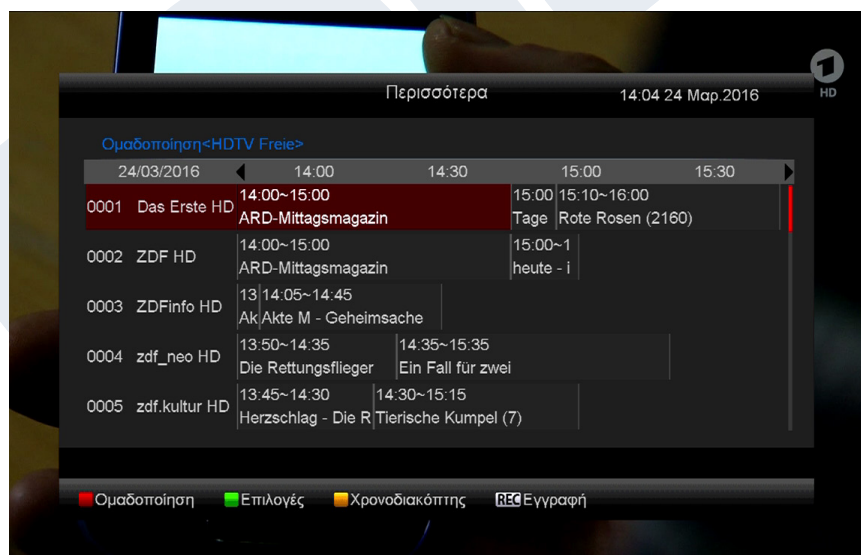 Περισσότερα 14:04 24 Μαρ.2016
HD
Ομαδοποίηση<HDTV Freie>
24/03/2016 14:00 14:30 15:00 15:30
0001 Das Erste HD 14:00~15:00 15:00 15:10~16:00
ARD-Mittagsmagazin Tage Rote Rosen (2160)
0002 ZDF HD 14:00~15:00 15:00~1
ARD-Mittagsmagazin heute - i
0003 ZDFinfo HD 13 14:05~14:45
Ak Akte M - Geheimsache
0004 zdf_neo HD 13:50~14:35 14:35~15:35
Die Rettungsflieger Ein Fall für zwei
0005 zdf.kultur HD 13:45~14:30 14:30~15:15
Herzschlag - Die R Tierische Kumpel (7)
Ομαδοποίηση Επιλογές Χρονοδιακόπτης REC Εγγραφή